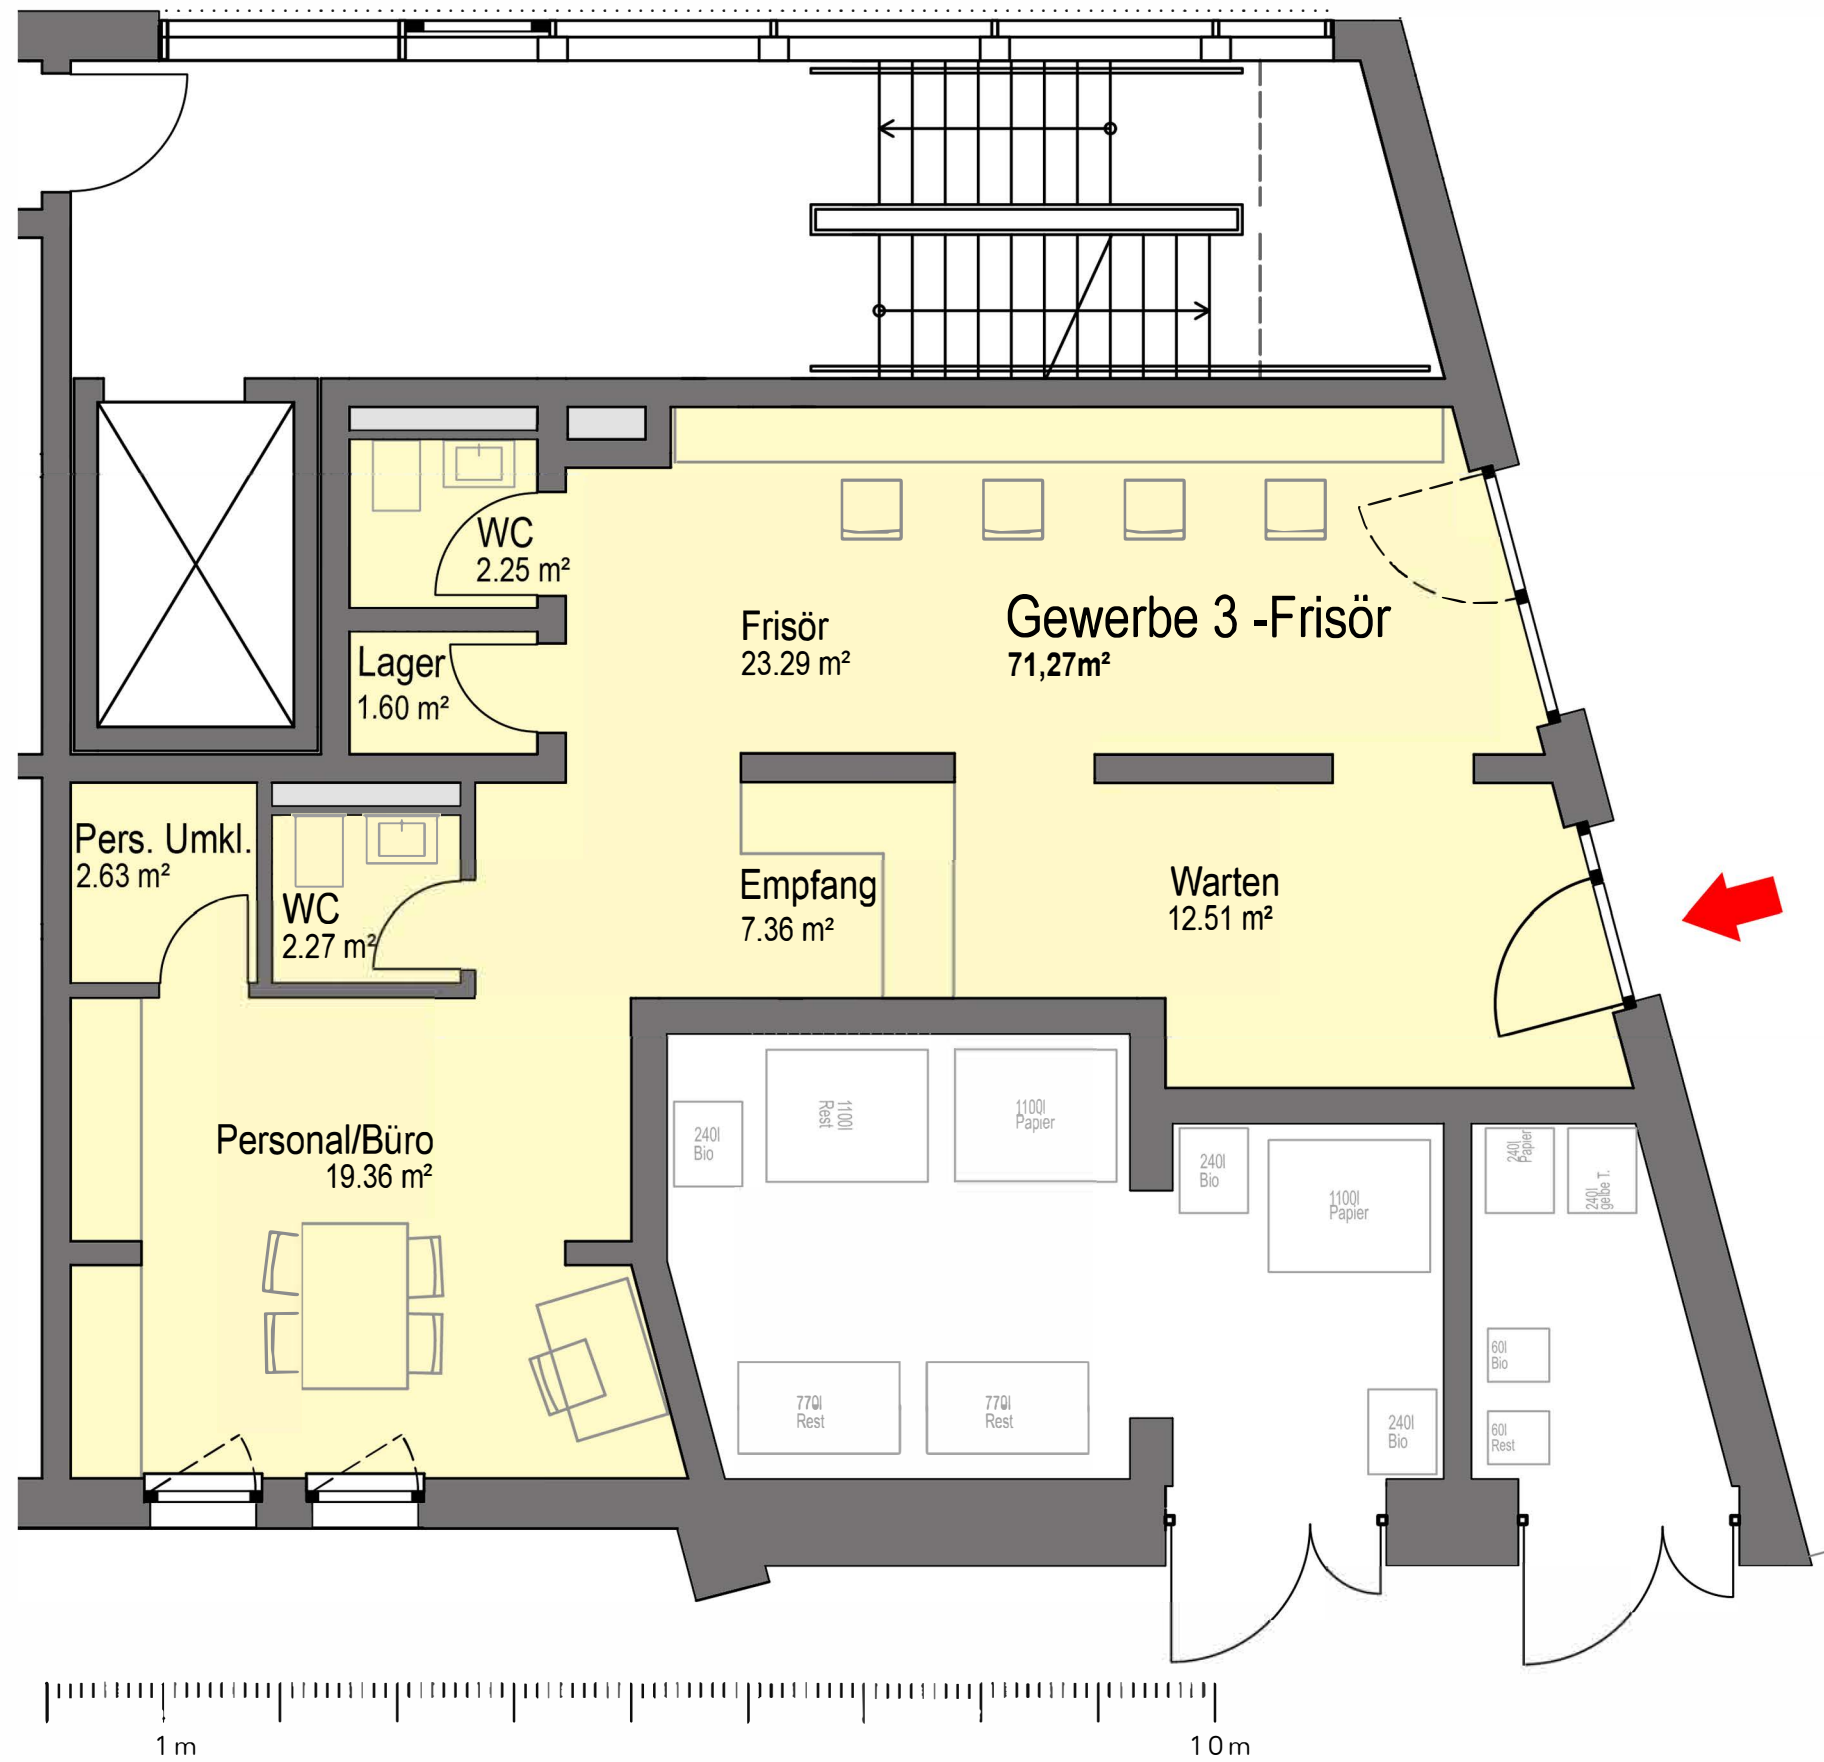 WC
2.25 m²
Lager
1.60 m²
Frisör
23.29 m²
Gewerbe 3 -Frisör
71,27m²
Pers. Umkl.
2.63 m²
WC
2.27 m²
Empfang
7.36 m²
Warten
12.51 m²
Personal/Büro
19.36 m²
240l
Bio
1100l
Rest
1100l
Papier
240l
Bio
1100l
Papier
240l
Papier
240l
gelbe T.
60l
Bio
60l
Rest
770l
Rest
770l
Rest
240l
Bio
1 m
10 m